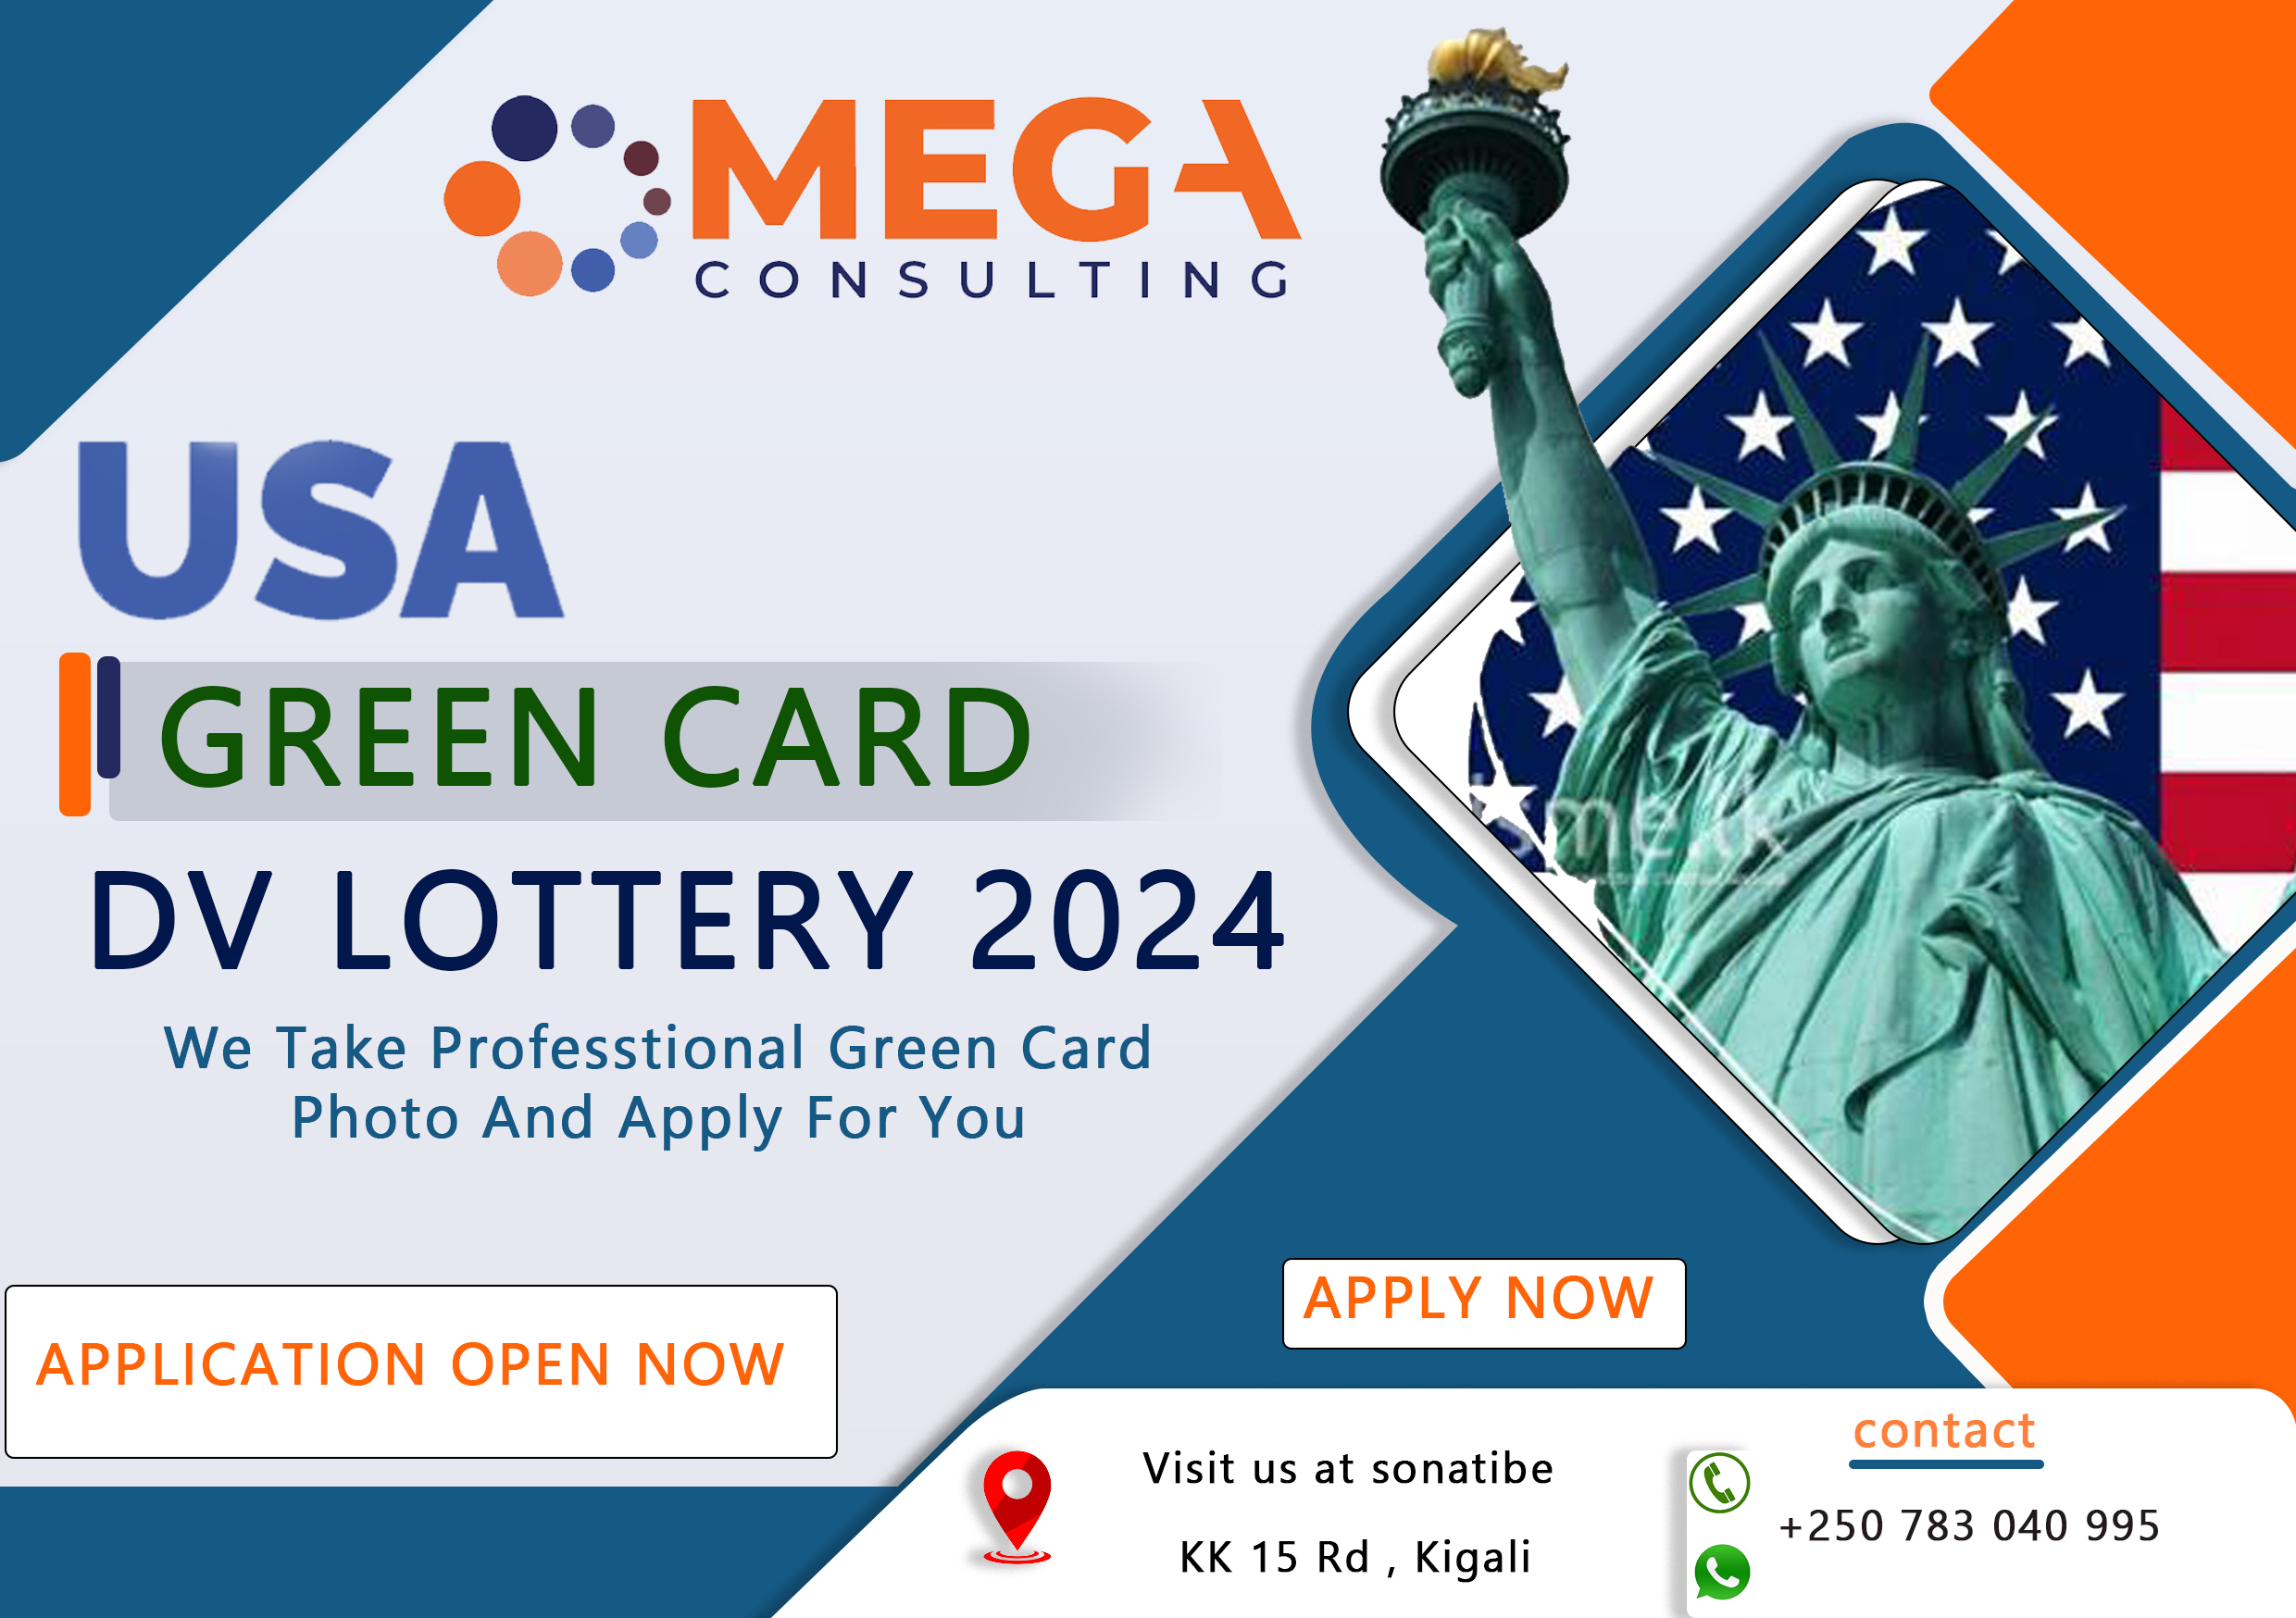 OMEGA
CONSULTING
USA
GREEN CARD
DV LOTTERY 2024
We Take Professtional Green Card
Photo And Apply For You
APPLICATION OPEN NOW
APPLY NOW
Visit us at sonatibe
KK 15 Rd , Kigali
contact
+250 783 040 995